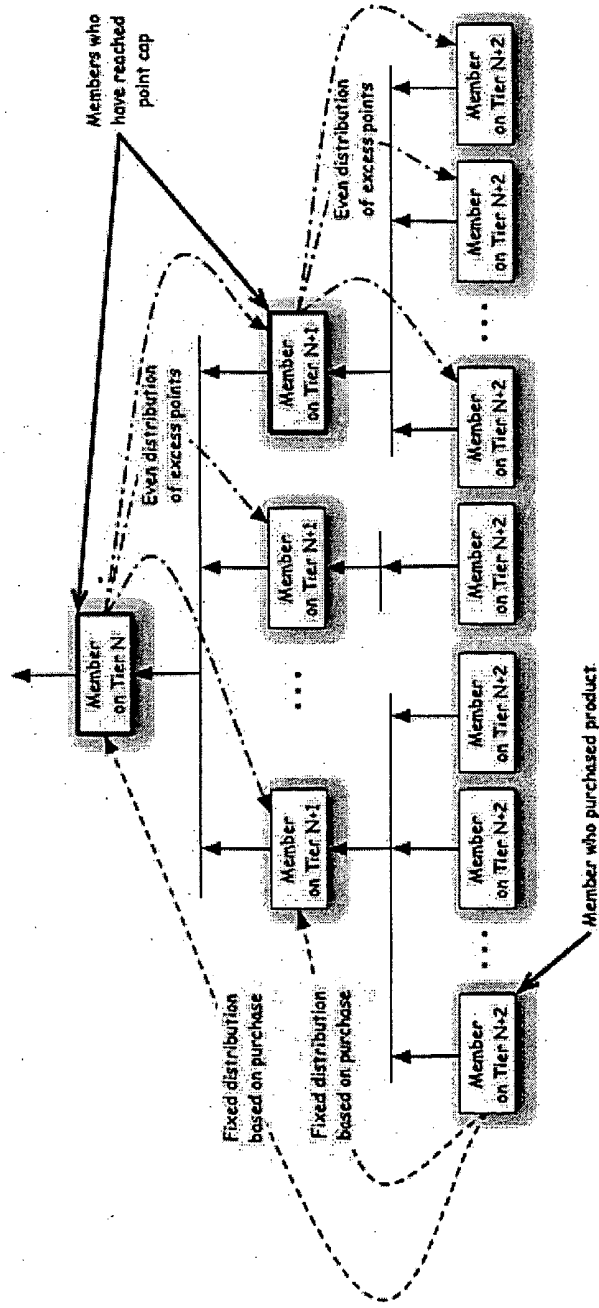 Members who
have reached
point cap
Member
on Tier N
Even distribution
of excess points
Fixed distribution
based on purchase
Member
on Tier N+1
...
Member
on Tier N+1
Member
on Tier N+1
Fixed distribution
based on purchase
Even distribution
of excess points
Member
on Tier N+2
...
Member
on Tier N+2
Member
on Tier N+2
Member
on Tier N+2
Member
on Tier N+2
...
Member
on Tier N+2
Member
on Tier N+2
Member who purchased product